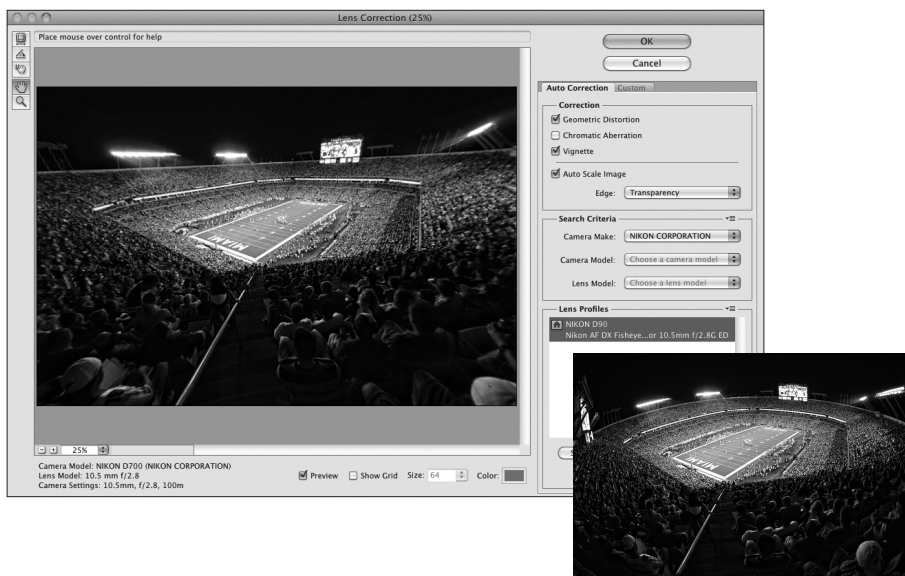 Lens Correction (25%)
Place mouse over control for help
OK
Cancel
Auto Correction Custom
Correction
Geometric Distortion
Chromatic Aberration
Vignette
Auto Scale Image
Edge: Transparency
Search Criteria
Camera Make: NIKON CORPORATION
Camera Model: Choose a camera model
Lens Model: Choose a lens model
Lens Profiles
NIKON D90
Nikon AF DX Fisheye...or 10.5mm f/2.8G ED
MIAMI
MIAMI
25%
Camera Model: NIKON D700 (NIKON CORPORATION)
Lens Model: 10.5 mm f/2.8
Camera Settings: 10.5mm, f/2.8, 100m
Preview Show Grid Size: 64 Color: